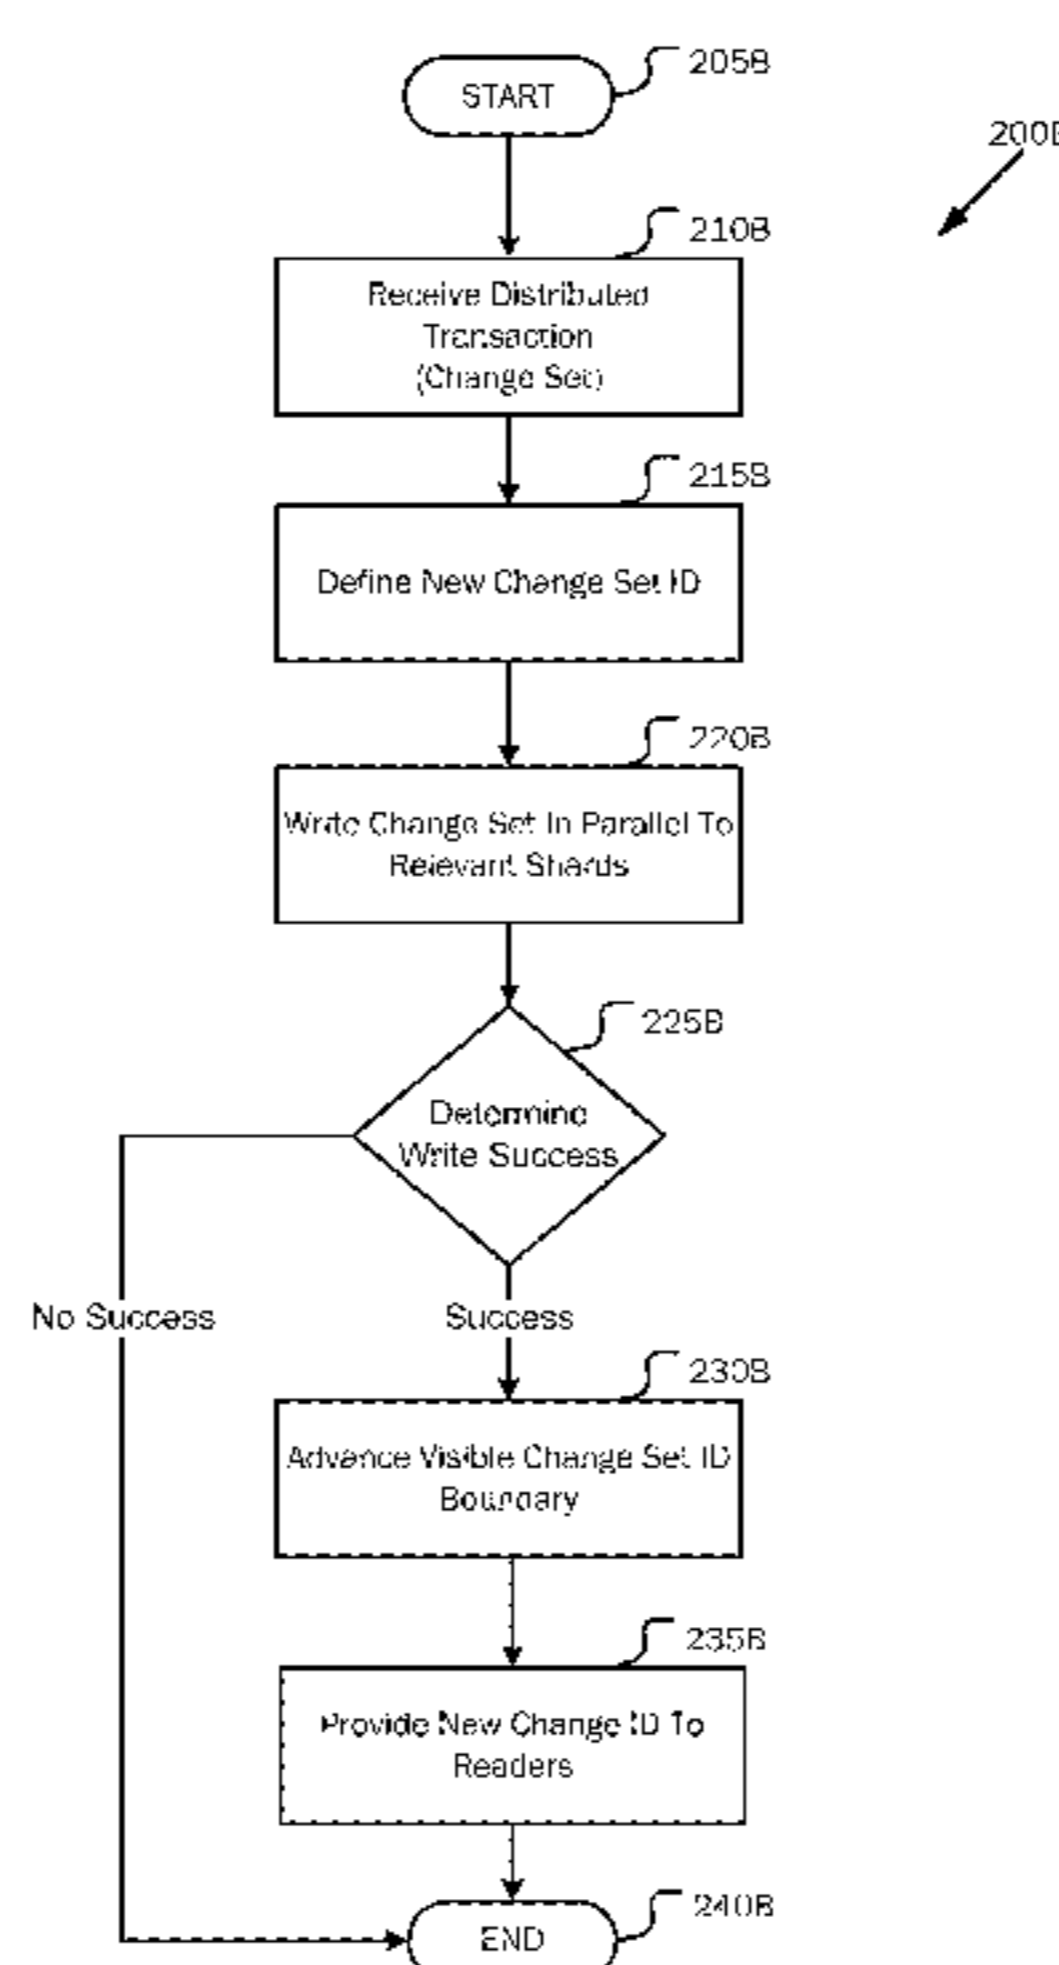 START
205B
200B
210B
Receive Distributed
Transaction
(Change Set)
215B
Define New Change Set ID
220B
Write Change Set In Parallel To
Relevant Shards
225B
Determine
Write Success
No Success
Success
230B
Advance Visible Change Set ID
Boundary
235B
Provide New Change ID To
Readers
240B
END